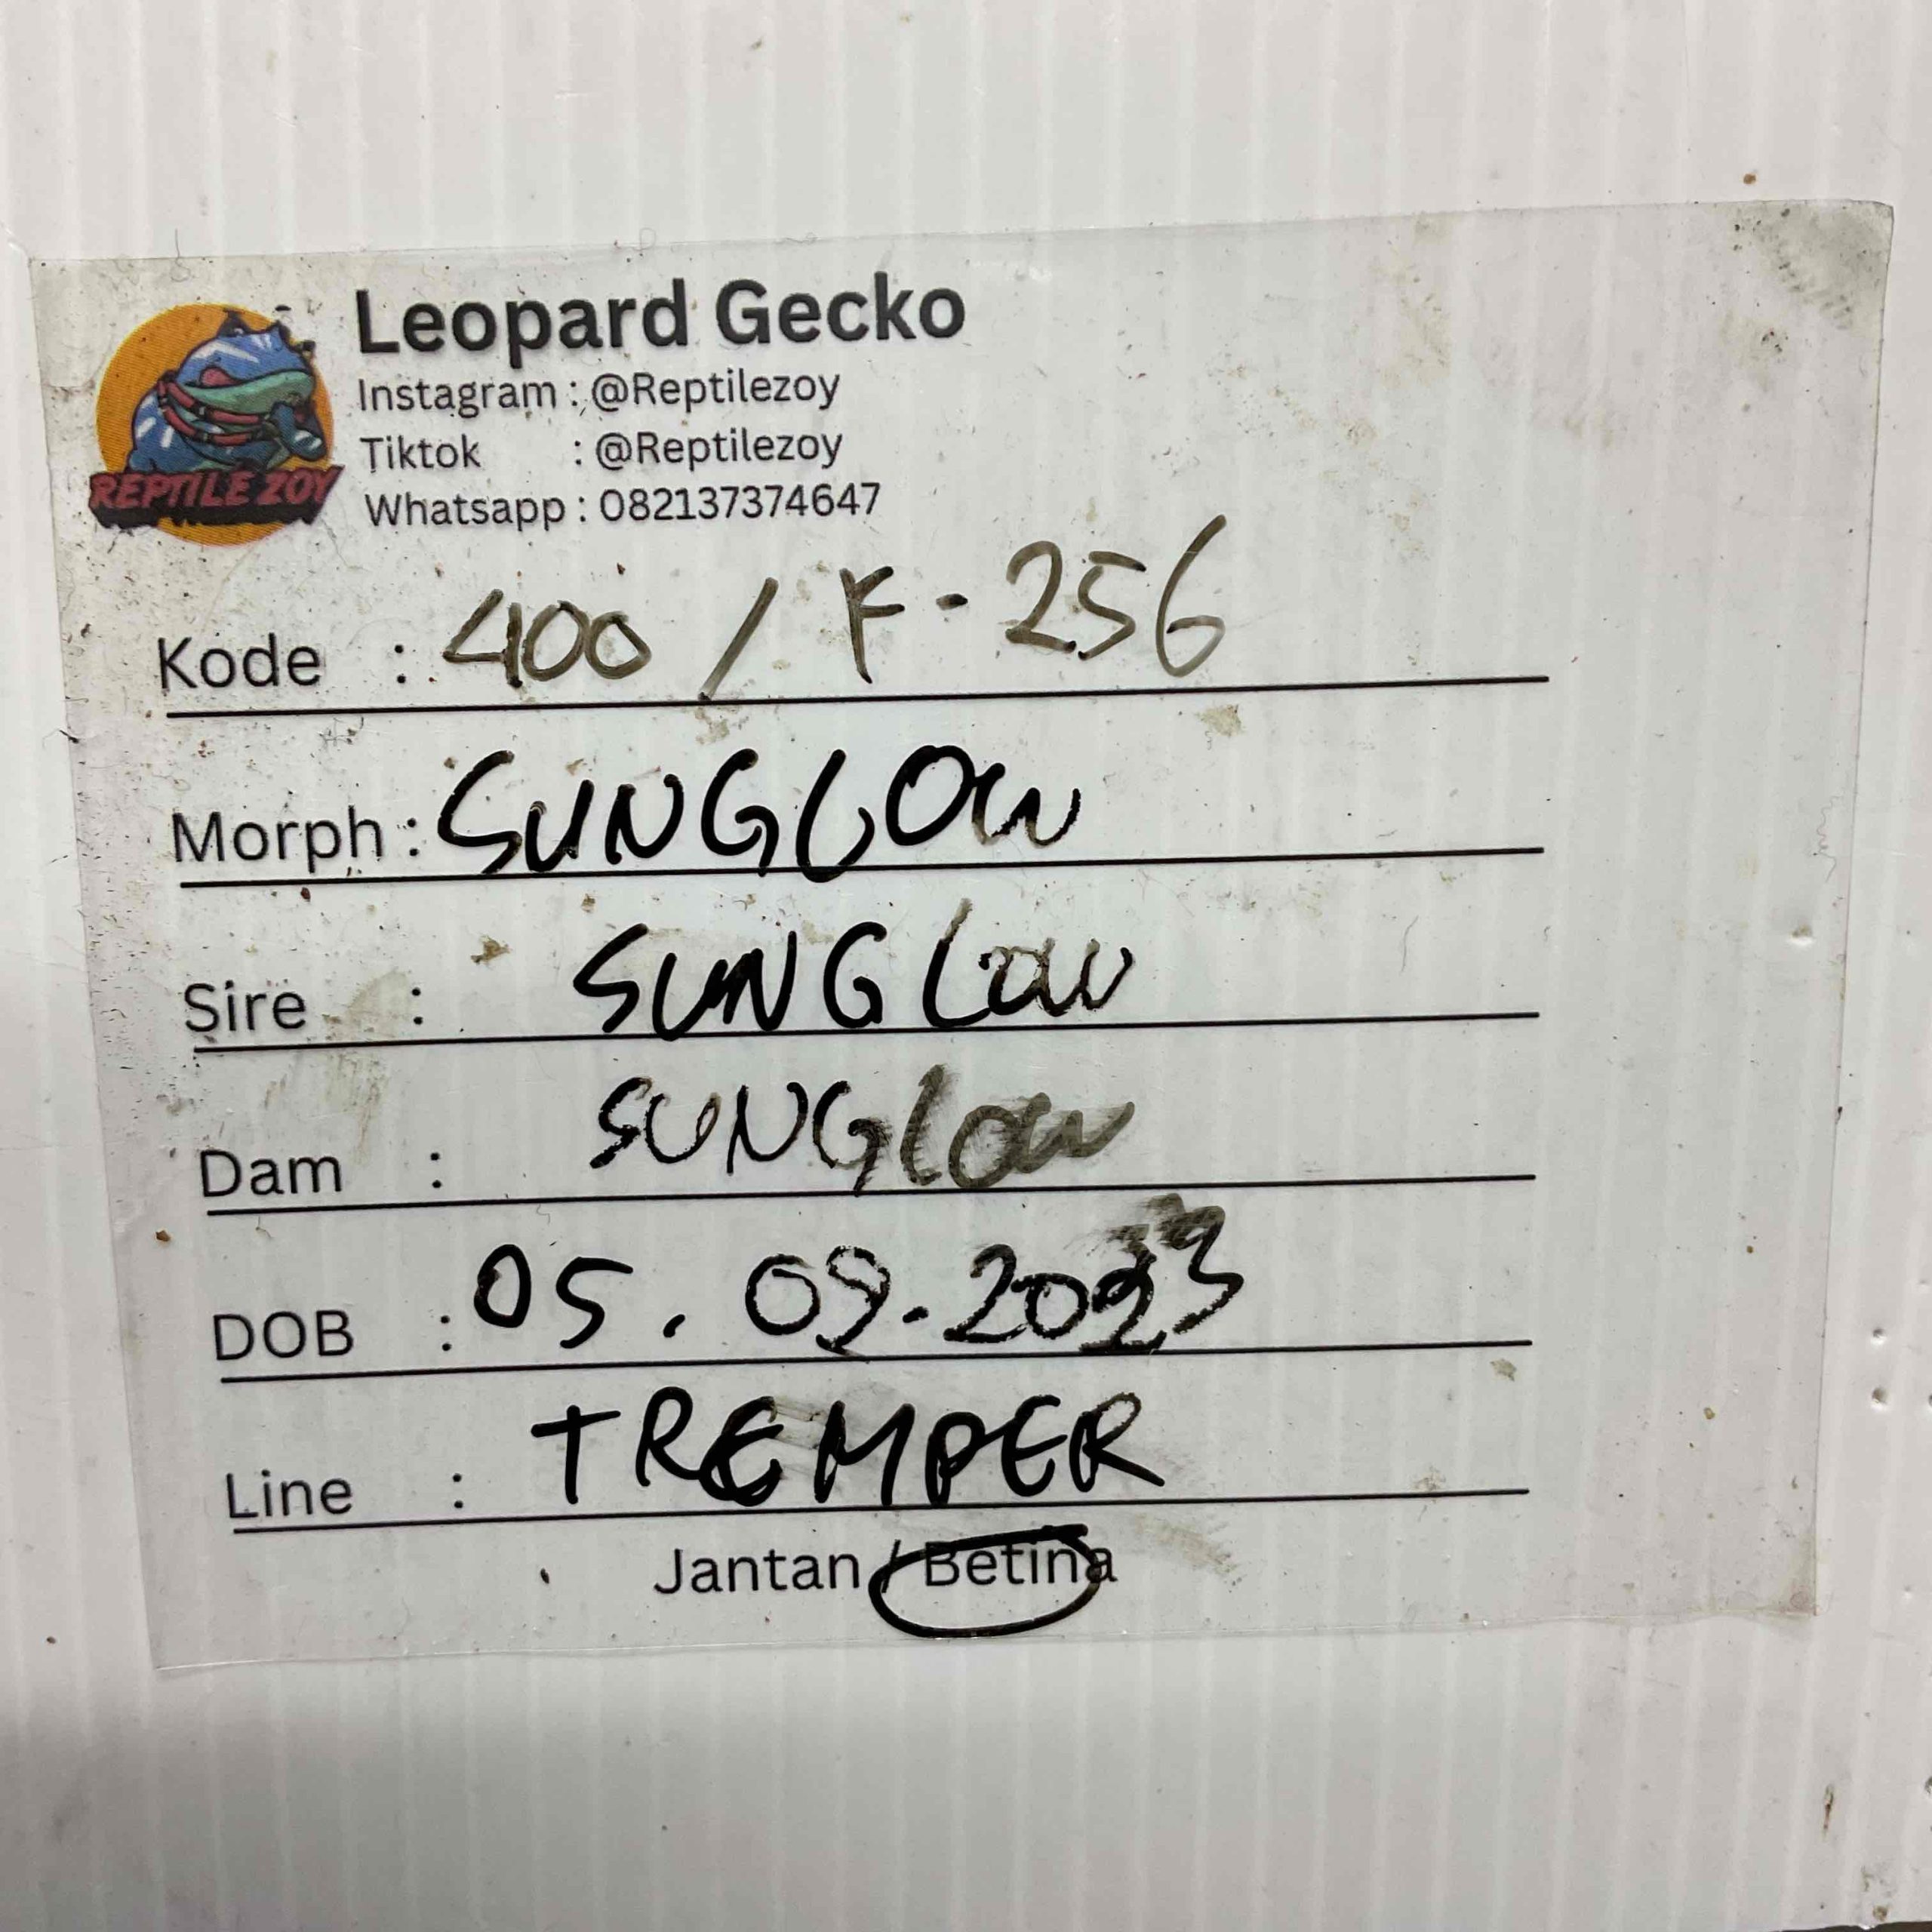 Leopard Gecko
Instagram : @Reptilezoy
Tiktok : @Reptilezoy
Whatsapp : 082137374647
REPTILE ZOY
Kode : 400 / F - 256
Morph : SUNGLOW
Sire : SUNGLOW
Dam : SUNGLOW
DOB : 05 . 09 . 2023
Line : TREMPER
Jantan / Betina